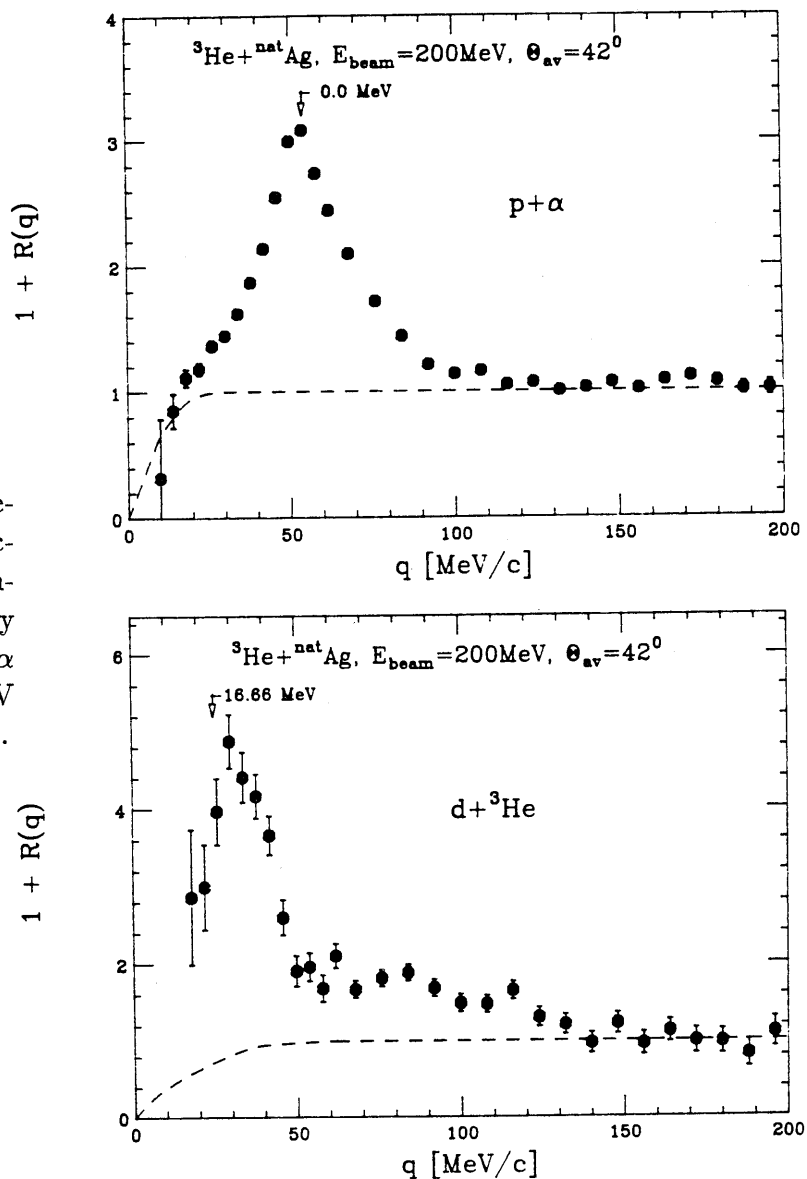 4
³He+ⁿᵃᵗAg, E_beam=200MeV, Θ_av=42⁰
0.0 MeV
3
p+α
1 + R(q)
2
1
0
0 50 100 150 200
q [MeV/c]
e-
c-
a-
y
α
V
.
6
³He+ⁿᵃᵗAg, E_beam=200MeV, Θ_av=42⁰
16.66 MeV
d+³He
4
1 + R(q)
2
0
0 50 100 150 200
q [MeV/c]